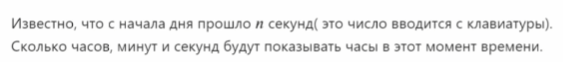 Известно, что с начала дня прошло n секунд( это число вводится с клавиатуры).
Сколько часов, минут и секунд будут показывать часы в этот момент времени.